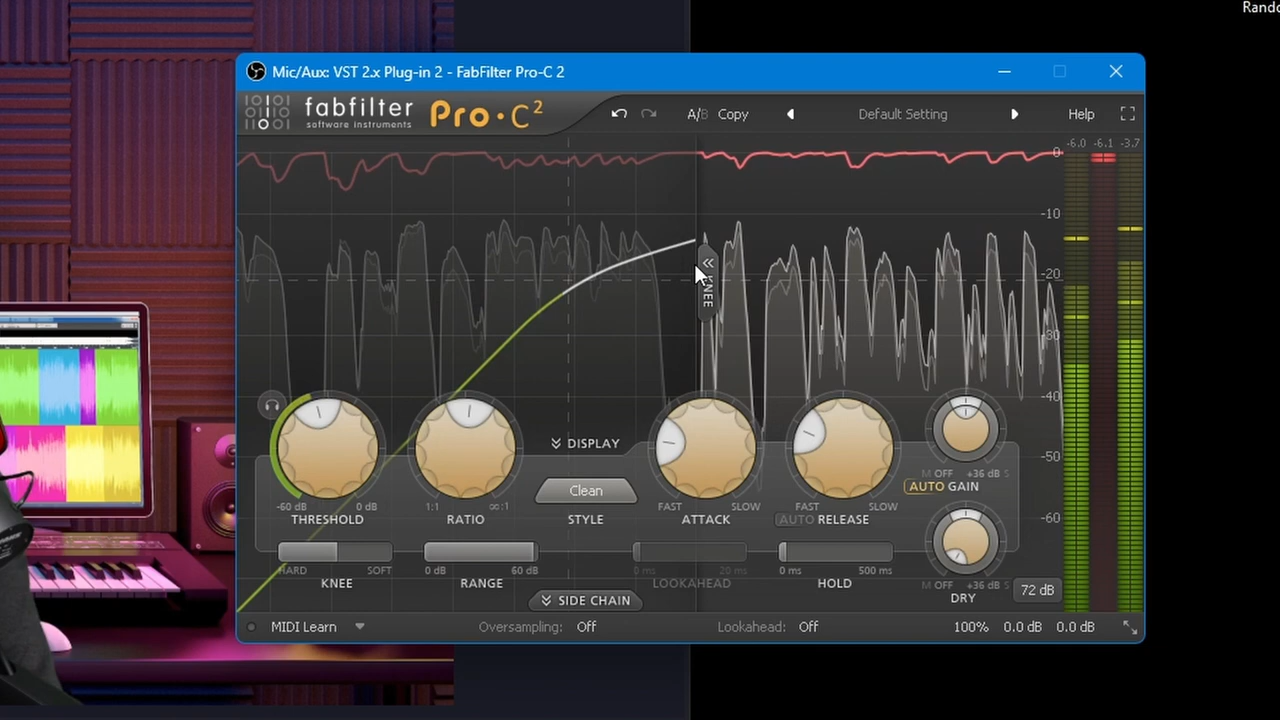 Rando
Mic/Aux: VST 2.x Plug-in 2 - FabFilter Pro-C 2
fabfilter
software instruments
Pro·C²
A/B Copy
Default Setting
Help
-6.0 -6.1 -3.7
0
-10
-20
-30
-40
-50
-60
KNEE
DISPLAY
Clean
STYLE
-60 dB 0 dB
THRESHOLD
1:1 ∞:1
RATIO
FAST SLOW
ATTACK
FAST SLOW
AUTO RELEASE
M OFF +36 dB S
AUTO GAIN
HARD SOFT
KNEE
0 dB 60 dB
RANGE
0 ms 20 ms
LOOKAHEAD
0 ms 500 ms
HOLD
M OFF +36 dB S
DRY
72 dB
SIDE CHAIN
MIDI Learn
Oversampling: Off
Lookahead: Off
100% 0.0 dB 0.0 dB